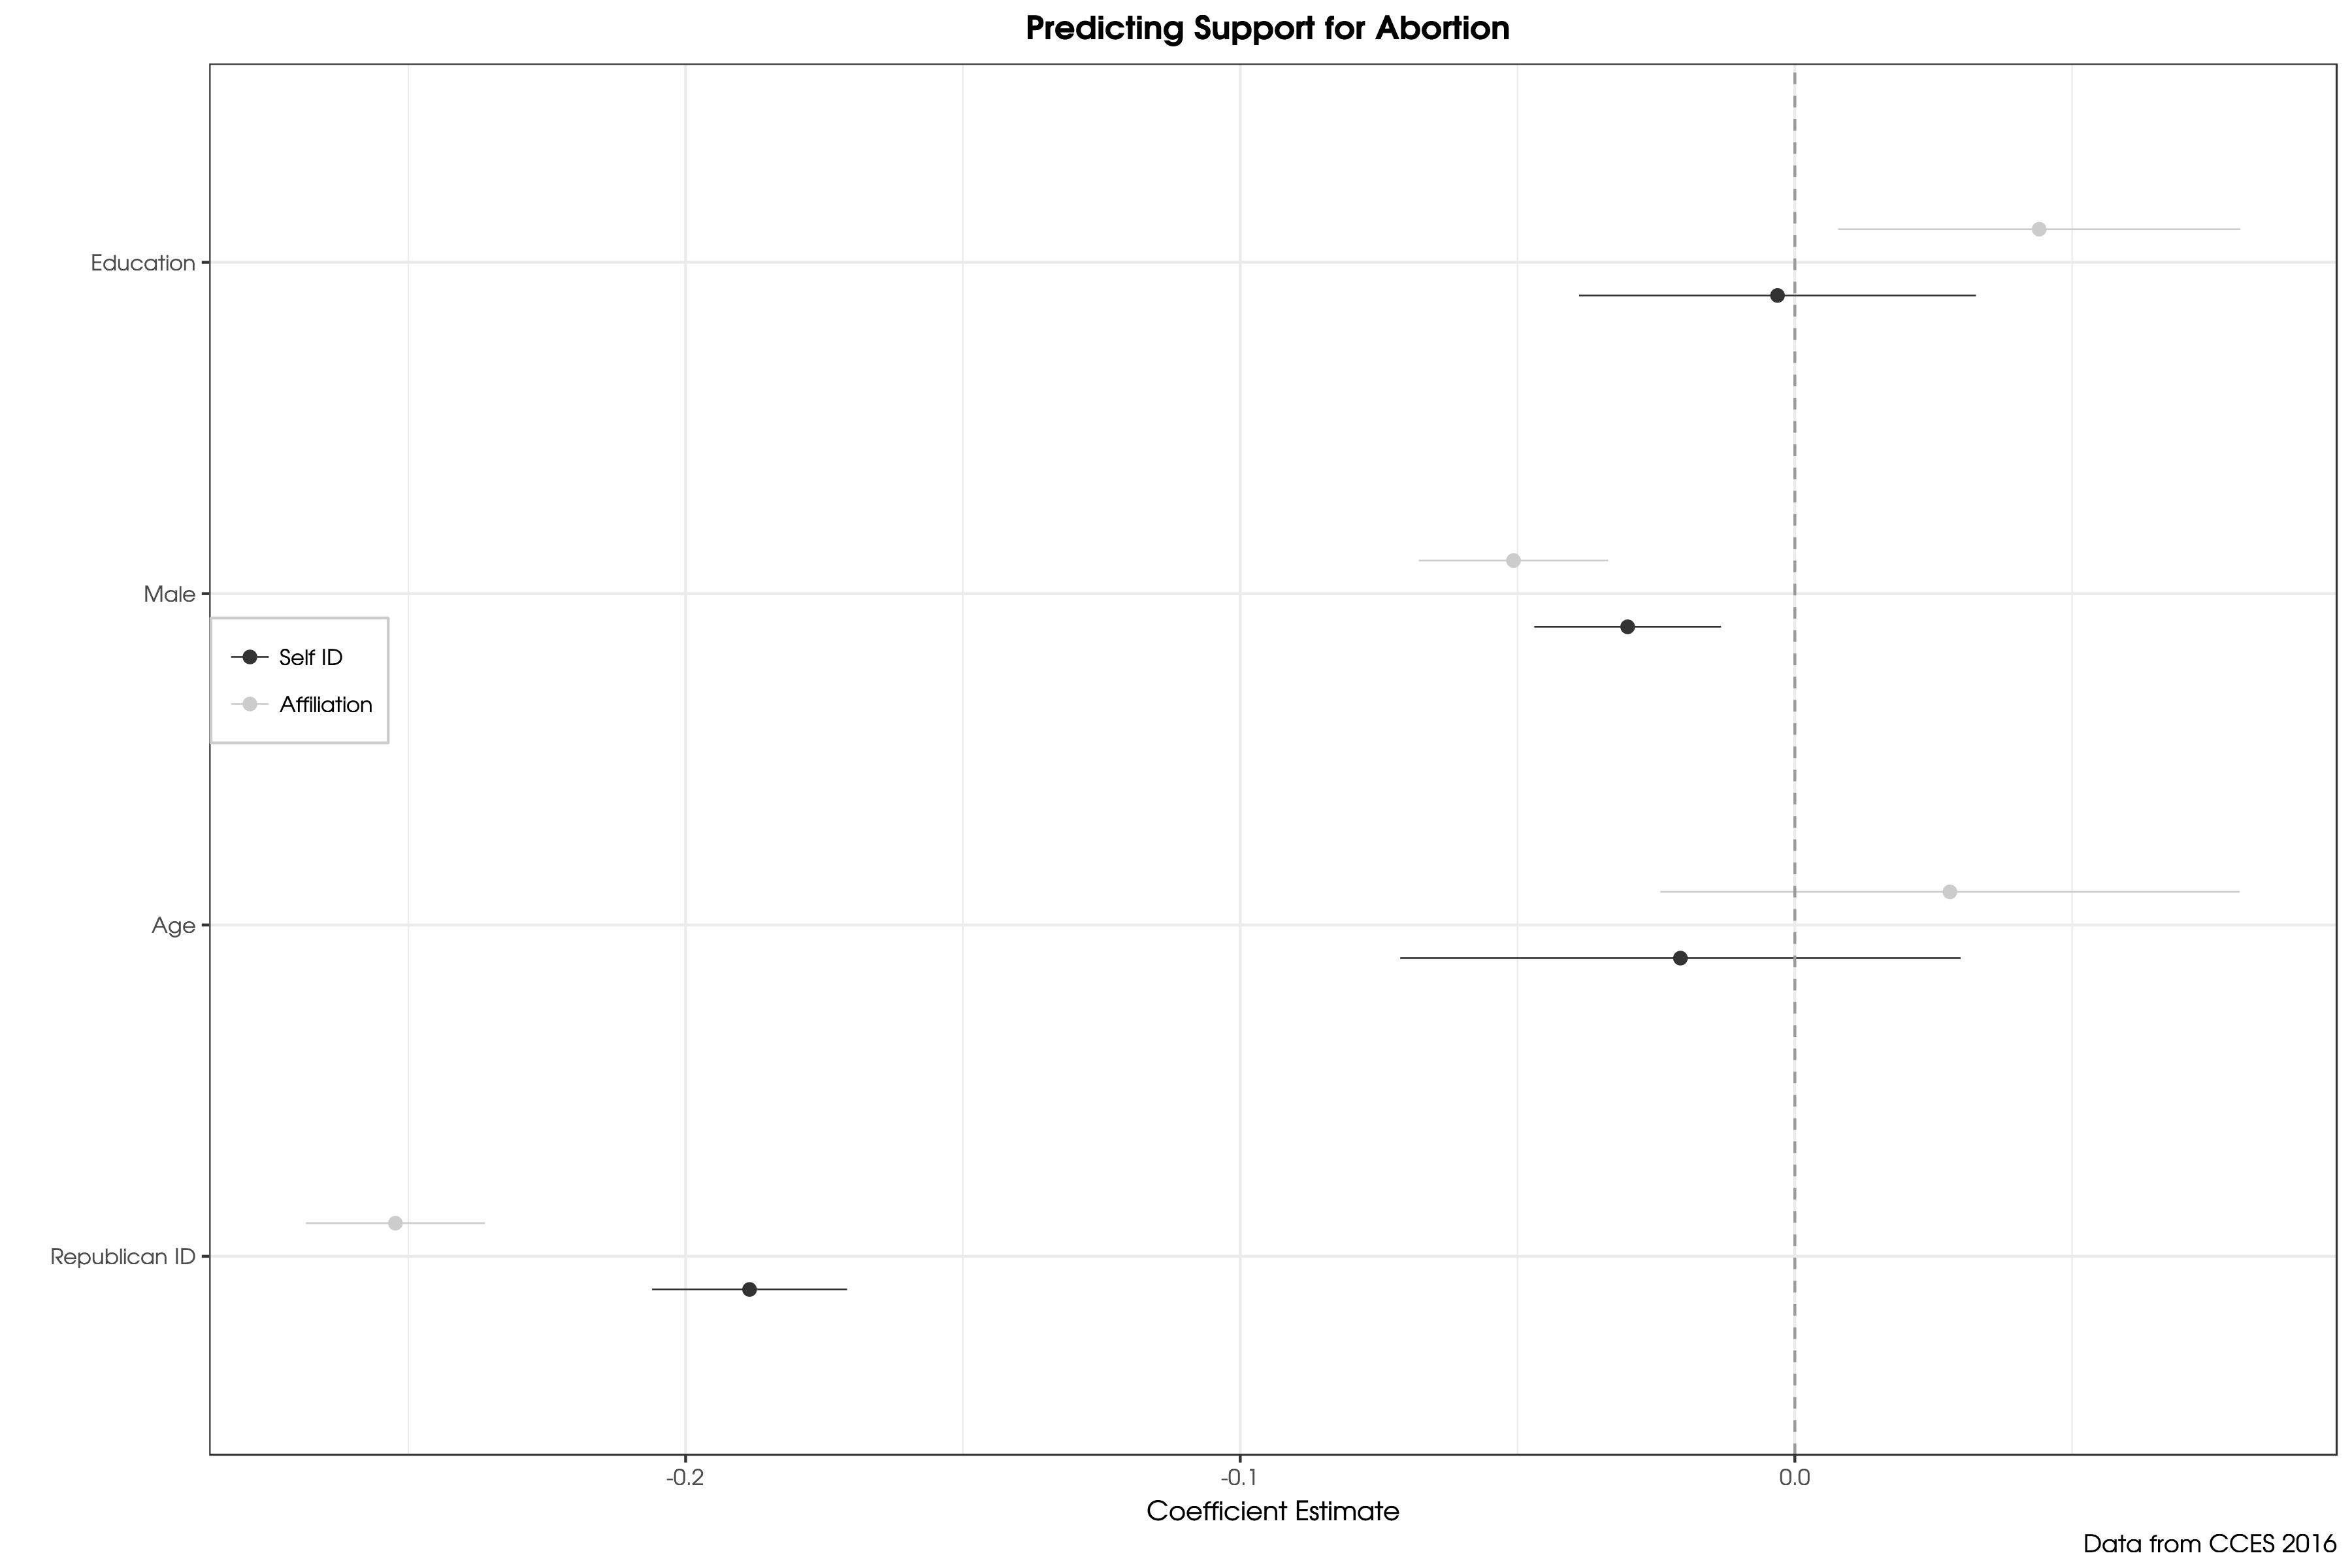 Predicting Support for Abortion
Education
Male
Self ID
Affiliation
Age
Republican ID
-0.2
-0.1
0.0
Coefficient Estimate
Data from CCES 2016